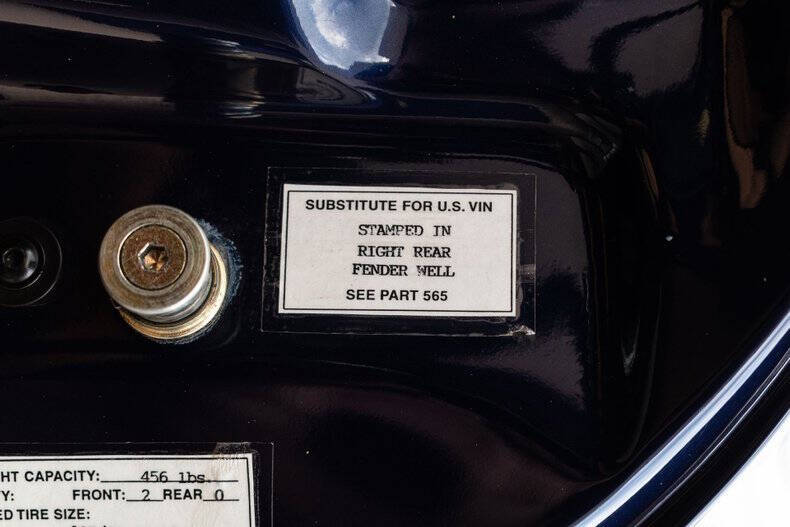 SUBSTITUTE FOR U.S. VIN
STAMPED IN
RIGHT REAR
FENDER WELL
SEE PART 565
HT CAPACITY: 456 lbs.
Y: FRONT: 2 REAR 0
ED TIRE SIZE: